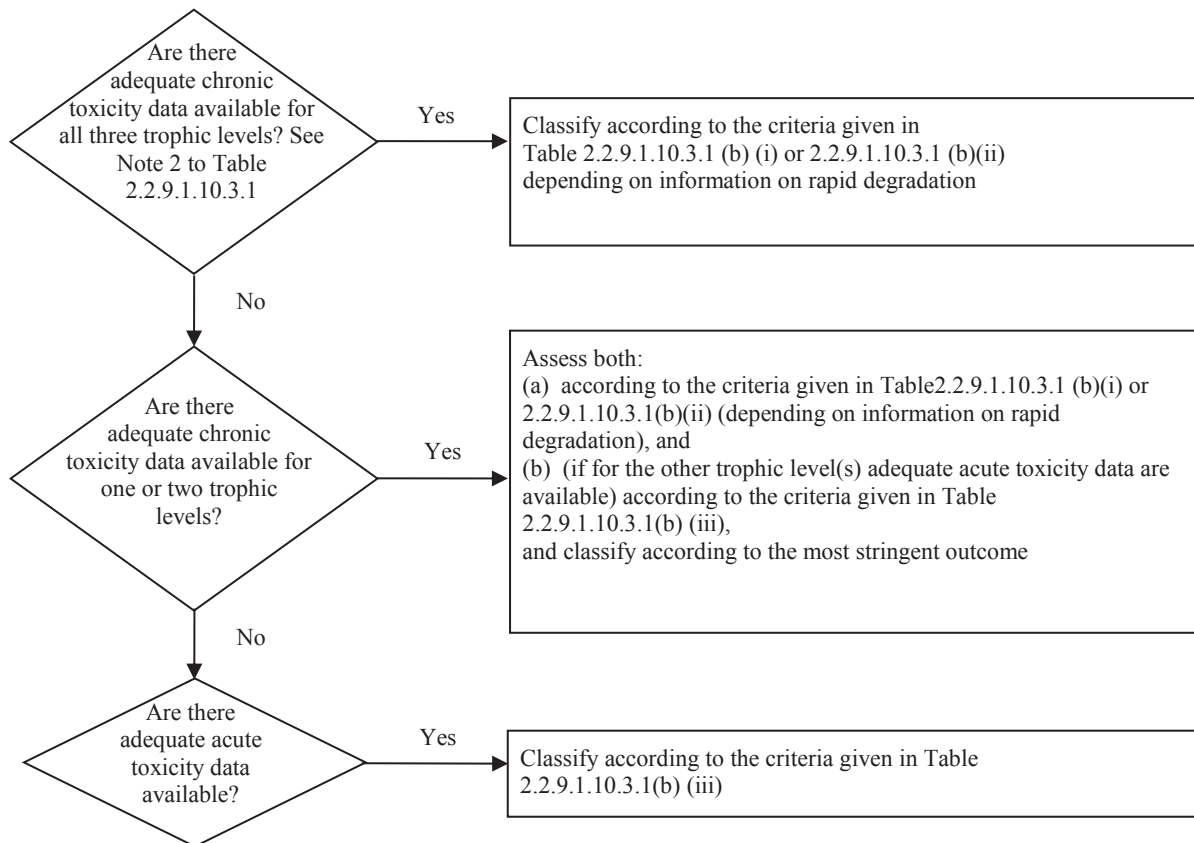 Are there
adequate chronic
toxicity data available for
all three trophic levels? See
Note 2 to Table
2.2.9.1.10.3.1
Yes
Classify according to the criteria given in
Table 2.2.9.1.10.3.1 (b) (i) or 2.2.9.1.10.3.1 (b)(ii)
depending on information on rapid degradation
No
Are there
adequate chronic
toxicity data available for
one or two trophic
levels?
Yes
Assess both:
(a) according to the criteria given in Table2.2.9.1.10.3.1 (b)(i) or
2.2.9.1.10.3.1(b)(ii) (depending on information on rapid
degradation), and
(b) (if for the other trophic level(s) adequate acute toxicity data are
available) according to the criteria given in Table
2.2.9.1.10.3.1(b) (iii),
and classify according to the most stringent outcome
No
Are there
adequate acute
toxicity data
available?
Yes
Classify according to the criteria given in Table
2.2.9.1.10.3.1(b) (iii)